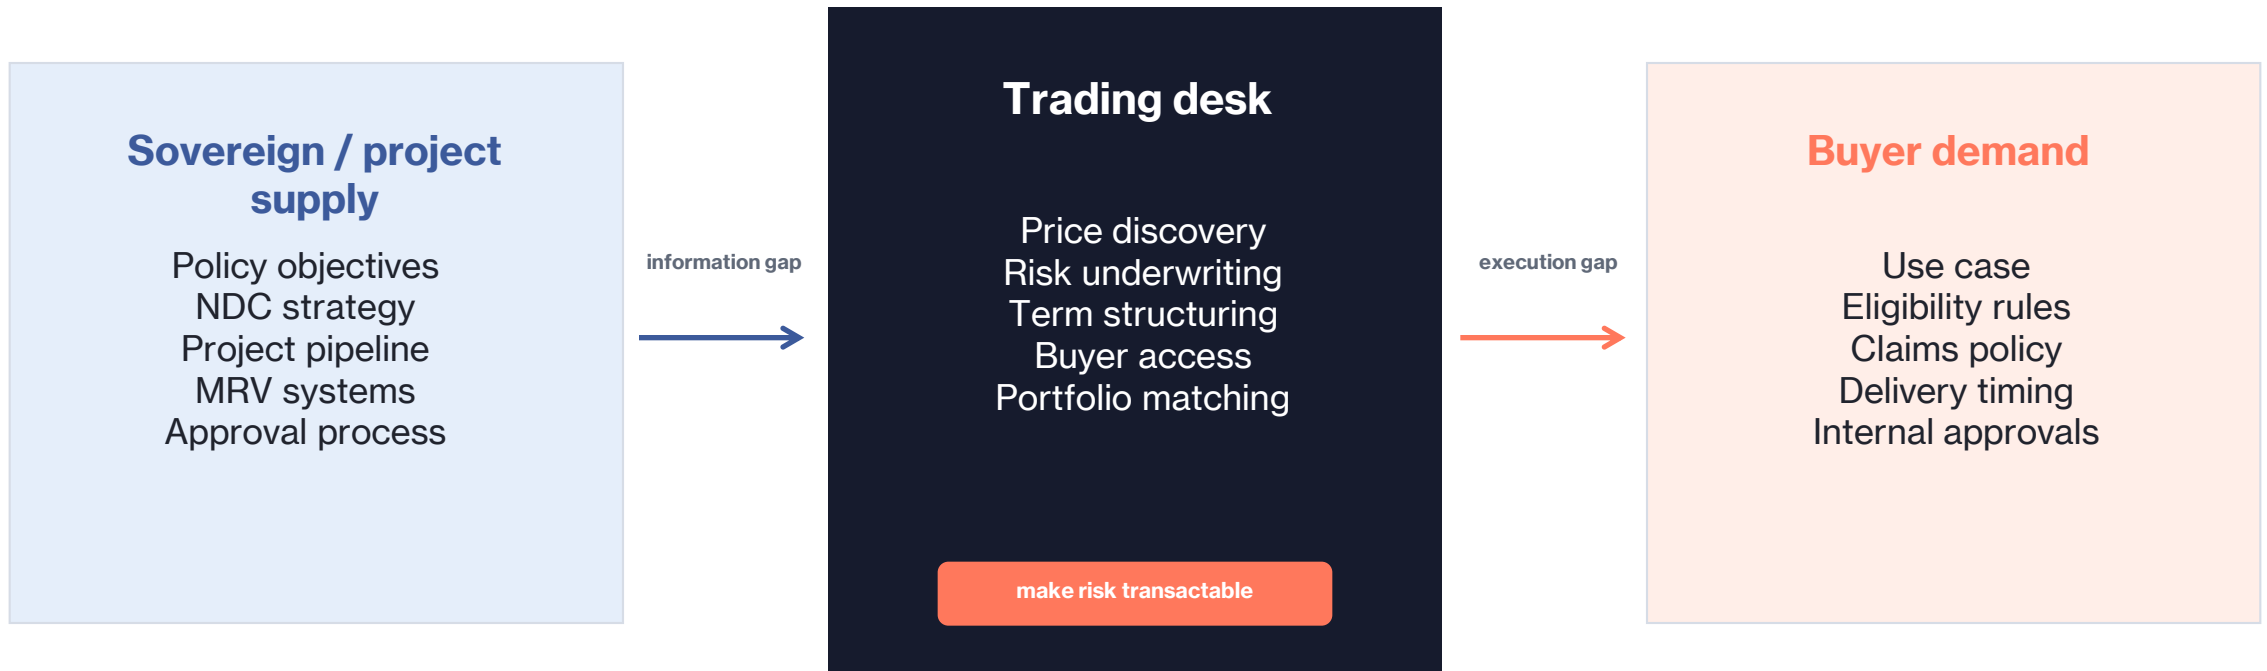 Sovereign / project
supply
Policy objectives
NDC strategy
Project pipeline
MRV systems
Approval process
information gap
Trading desk
Price discovery
Risk underwriting
Term structuring
Buyer access
Portfolio matching
make risk transactable
execution gap
Buyer demand
Use case
Eligibility rules
Claims policy
Delivery timing
Internal approvals